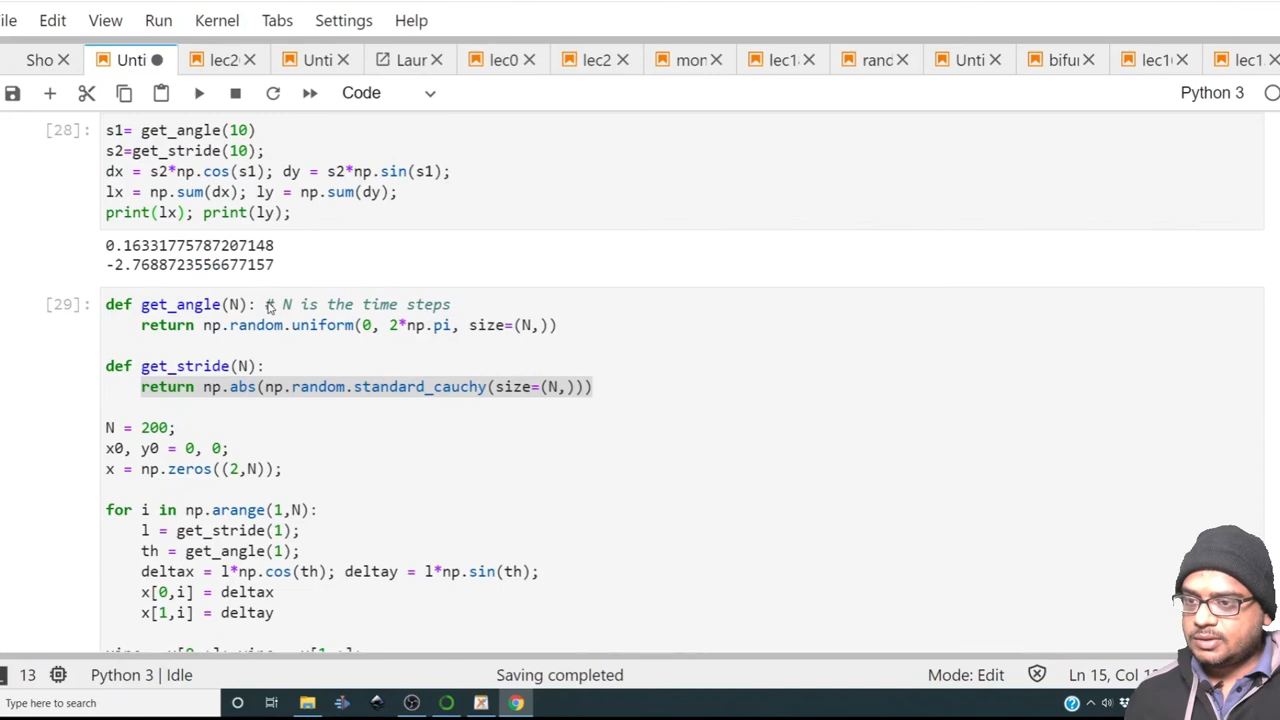 ile Edit View Run Kernel Tabs Settings Help
Sho Unti lec2 Unti Laur lec0 lec2 mor lec1 rand Unti bifur lec1 lec1
Code Python 3
[28]: s1= get_angle(10)
s2=get_stride(10);
dx = s2*np.cos(s1); dy = s2*np.sin(s1);
lx = np.sum(dx); ly = np.sum(dy);
print(lx); print(ly);
0.16331775787207148
-2.7688723556677157
[29]: def get_angle(N): # N is the time steps
return np.random.uniform(0, 2*np.pi, size=(N,))
def get_stride(N):
return np.abs(np.random.standard_cauchy(size=(N,)))
N = 200;
x0, y0 = 0, 0;
x = np.zeros((2,N));
for i in np.arange(1,N):
l = get_stride(1);
th = get_angle(1);
deltax = l*np.cos(th); deltay = l*np.sin(th);
x[0,i] = deltax
x[1,i] = deltay
13 Python 3 | Idle Saving completed Mode: Edit Ln 15, Col
Type here to search